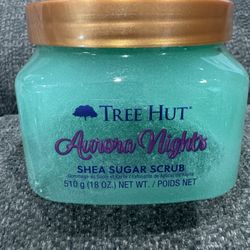 TREE HUT
Aurora Nights
SHEA SUGAR SCRUB
510 g (18 OZ.) NET WT. / POIDS NET